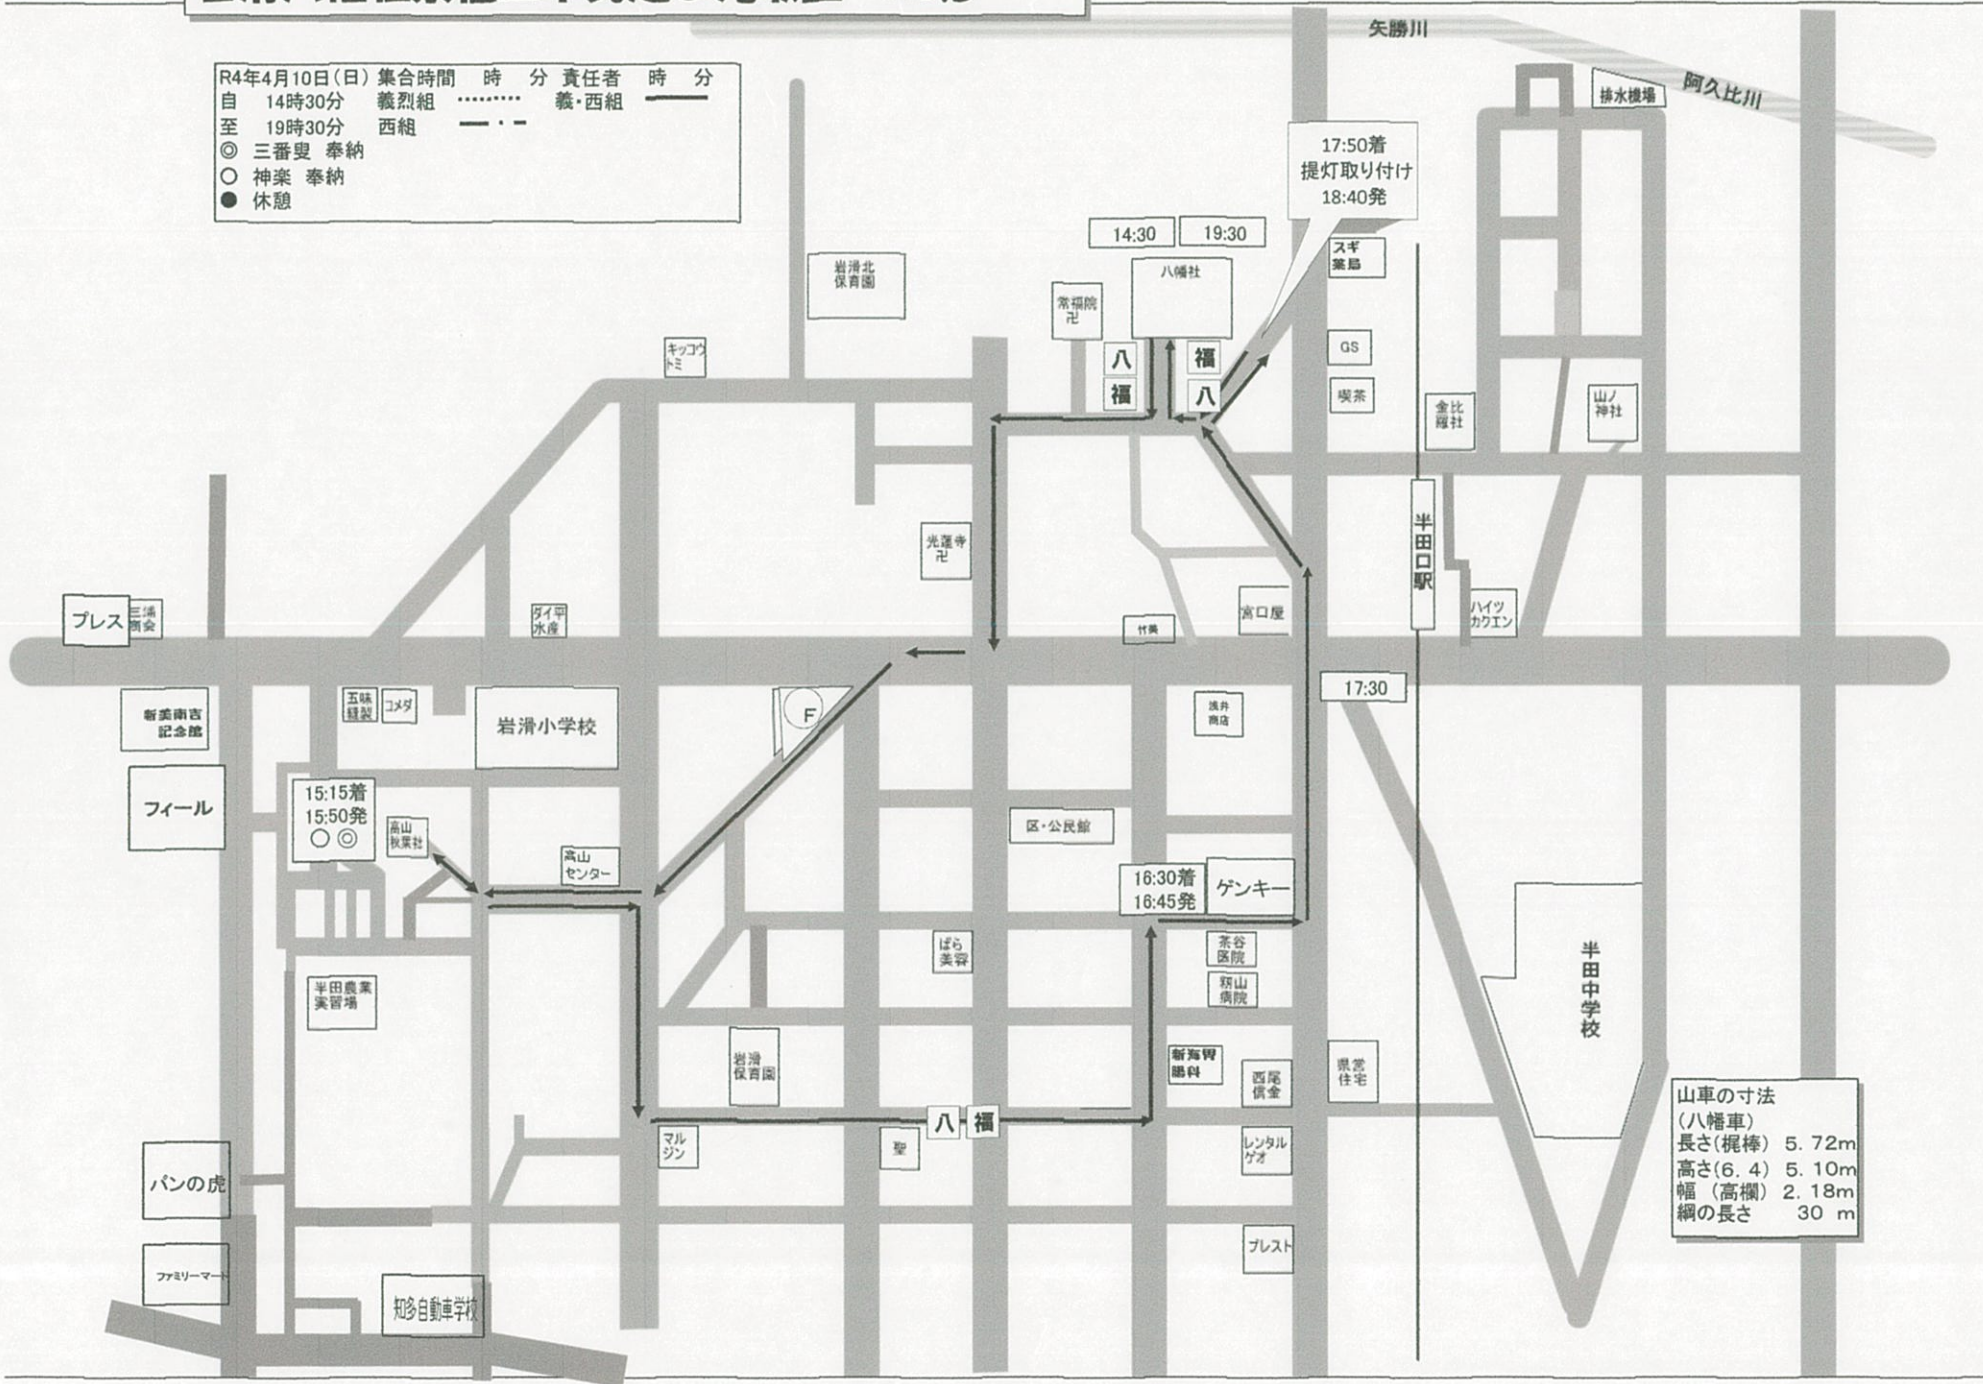 矢勝川
阿久比川
排水機場
R4年4月10日(日) 集合時間 時 分 責任者 時 分
自 14時30分 義烈組 義・西組
至 19時30分 西組
◎ 三番叟 奉納
○ 神楽 奉納
● 休憩
17:50着
提灯取り付け
18:40発
14:30
19:30
八幡社
スギ
薬局
岩滑北
保育園
常福院
卍
キッコウ
トミ
八
福
福
八
GS
喫茶
金比
羅社
山ノ
神社
光蓮寺
卍
半田口駅
プレス
三浦
商会
ダイ平
水産
竹美
宮口屋
ハイツ
カクエン
17:30
新美南吉
記念館
五味
縫製
コメダ
岩滑小学校
F
浅井
商店
フィール
15:15着
15:50発
○ ◎
高山
秋葉社
高山
センター
区・公民館
16:30着
16:45発
ゲンキー
ばら
美容
茶谷
医院
籾山
病院
半田中学校
半田農業
実習場
岩滑
保育園
新海
眼科
西尾
信金
県営
住宅
八 福
マル
ジン
聖
レンタル
ゲオ
山車の寸法
(八幡車)
長さ(梶棒) 5.72m
高さ(6.4) 5.10m
幅 (高欄) 2.18m
綱の長さ 30 m
パンの虎
プレスト
ファミリーマート
知多自動車学校